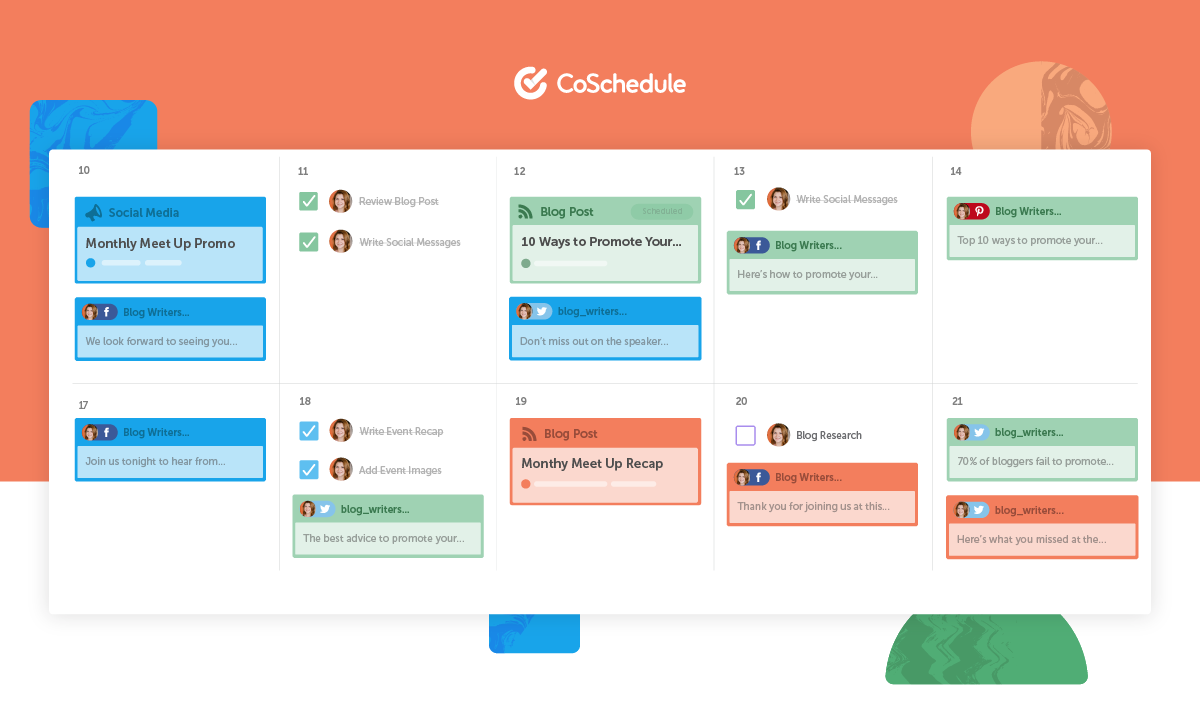 CoSchedule
10
Social Media
Monthly Meet Up Promo
Blog Writers...
We look forward to seeing you...
11
Review Blog Post
Write Social Messages
12
Blog Post
Scheduled
10 Ways to Promote Your...
blog_writers...
Don't miss out on the speaker...
13
Write Social Messages
Blog Writers...
Here's how to promote your...
14
Blog Writers...
Top 10 ways to promote your...
17
Blog Writers...
Join us tonight to hear from...
18
Write Event Recap
Add Event Images
blog_writers...
The best advice to promote your...
19
Blog Post
Monthy Meet Up Recap
20
Blog Research
Blog Writers...
Thank you for joining us at this...
21
blog_writers...
70% of bloggers fail to promote...
blog_writers...
Here's what you missed at the...